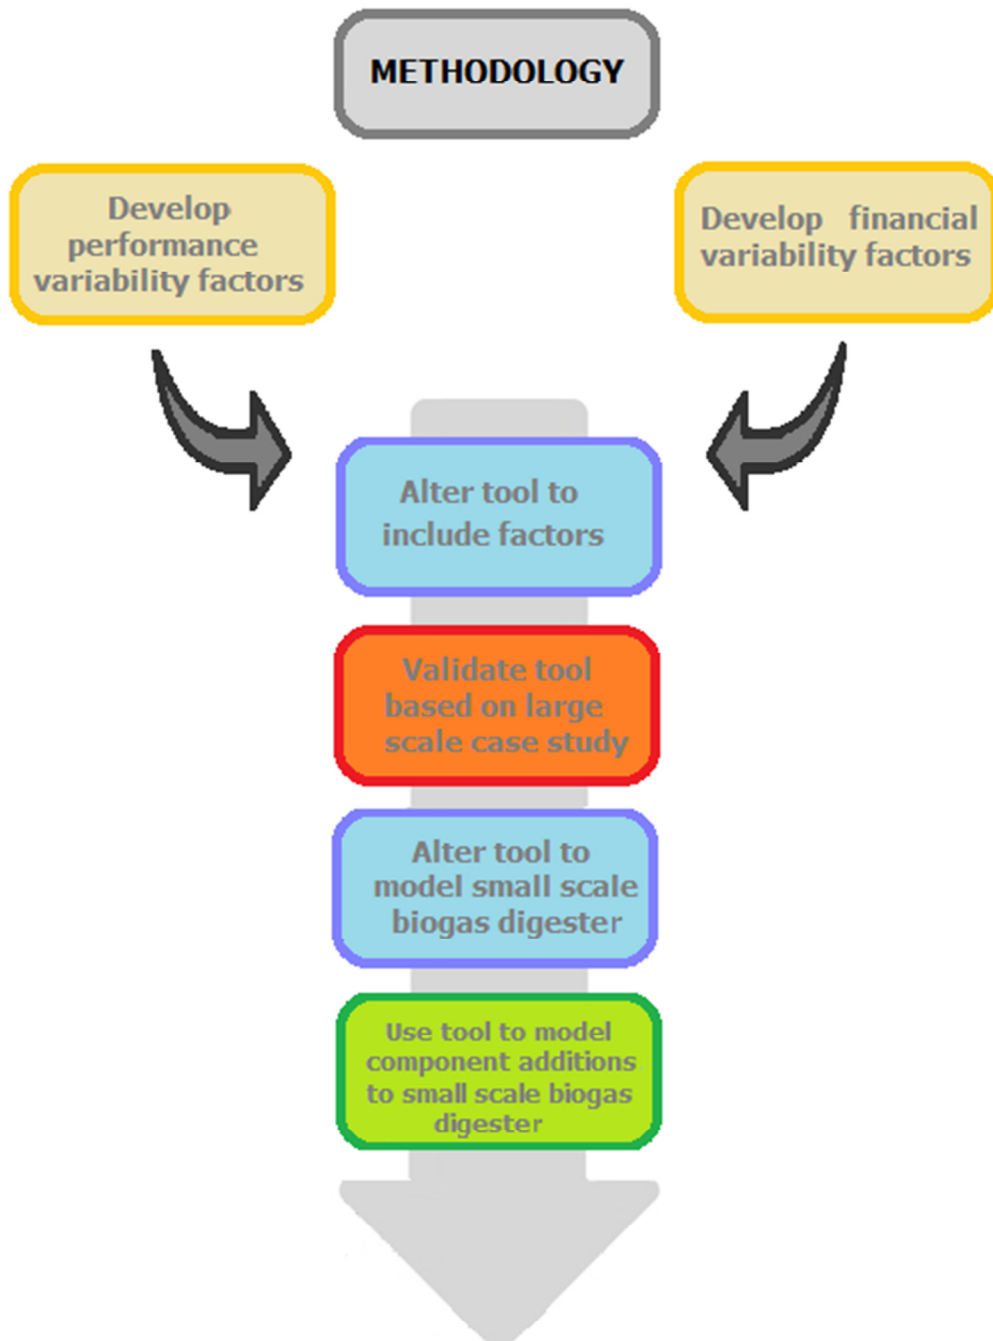 METHODOLOGY
Develop
performance
variability factors
Develop financial
variability factors
Alter tool to
include factors
Validate tool
based on large
scale case study
Alter tool to
model small scale
biogas digester
Use tool to model
component additions
to small scale biogas
digester